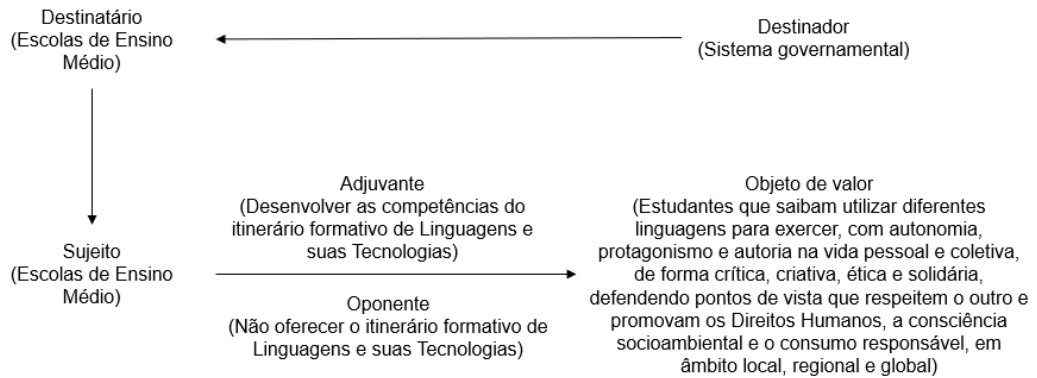 Destinatário
(Escolas de Ensino
Médio)
Destinador
(Sistema governamental)
Adjuvante
(Desenvolver as competências do
itinerário formativo de Linguagens e
suas Tecnologias)
Objeto de valor
(Estudantes que saibam utilizar diferentes
linguagens para exercer, com autonomia,
protagonismo e autoria na vida pessoal e coletiva,
de forma crítica, criativa, ética e solidária,
defendendo pontos de vista que respeitem o outro e
promovam os Direitos Humanos, a consciência
socioambiental e o consumo responsável, em
âmbito local, regional e global)
Sujeito
(Escolas de Ensino
Médio)
Oponente
(Não oferecer o itinerário formativo de
Linguagens e suas Tecnologias)